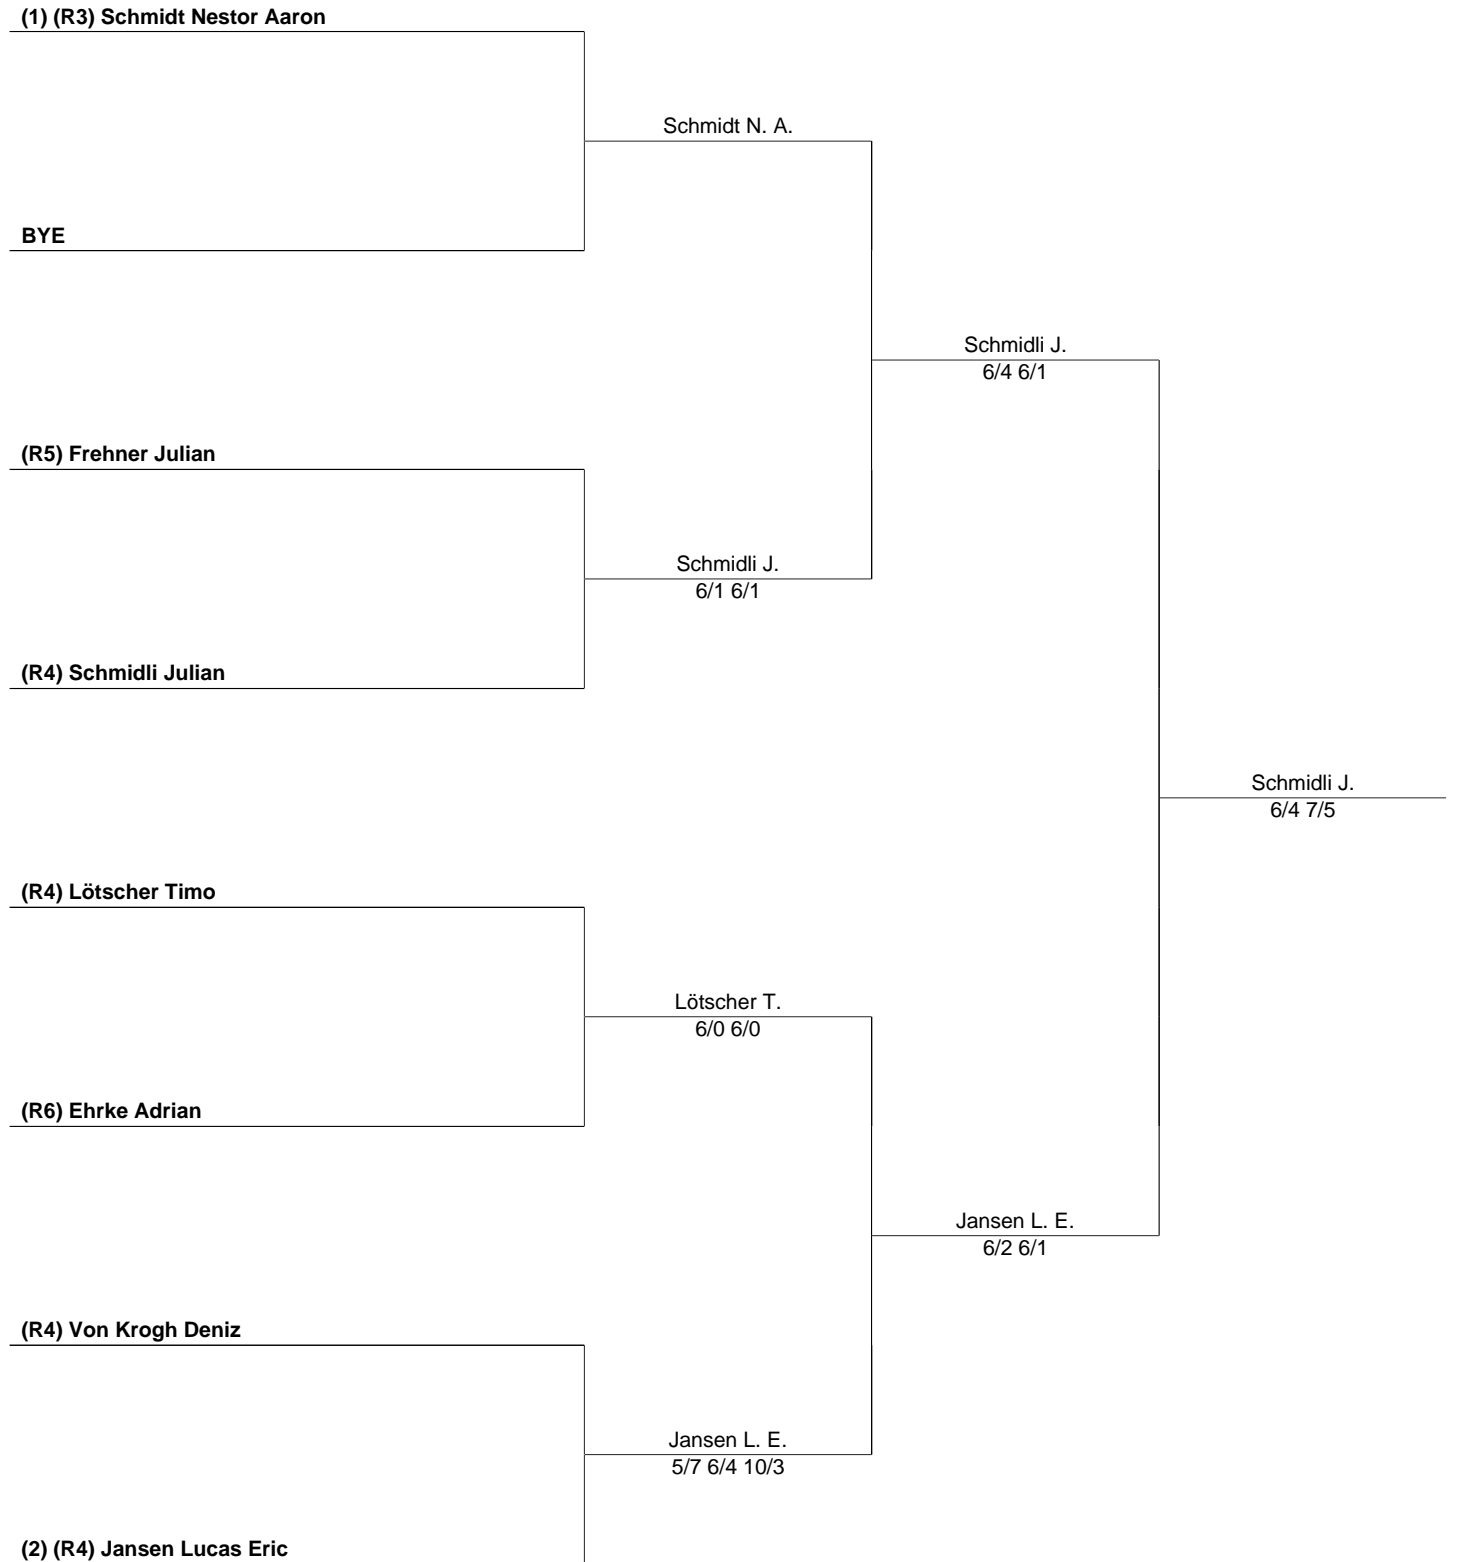 (1) (R3) Schmidt Nestor Aaron
Schmidt N. A.
BYE
Schmidli J.
6/4 6/1
(R5) Frehner Julian
Schmidli J.
6/1 6/1
(R4) Schmidli Julian
Schmidli J.
6/4 7/5
(R4) Lötscher Timo
Lötscher T.
6/0 6/0
(R6) Ehrke Adrian
Jansen L. E.
6/2 6/1
(R4) Von Krogh Deniz
Jansen L. E.
5/7 6/4 10/3
(2) (R4) Jansen Lucas Eric